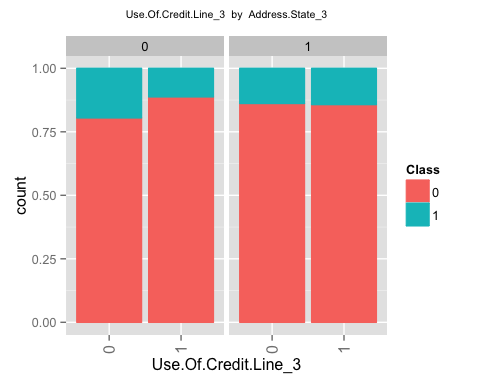 Use.Of.Credit.Line_3 by Address.State_3
0 1
1.00
0.75
0.50
0.25
0.00
count
0 1 0 1
Use.Of.Credit.Line_3
Class
0
1